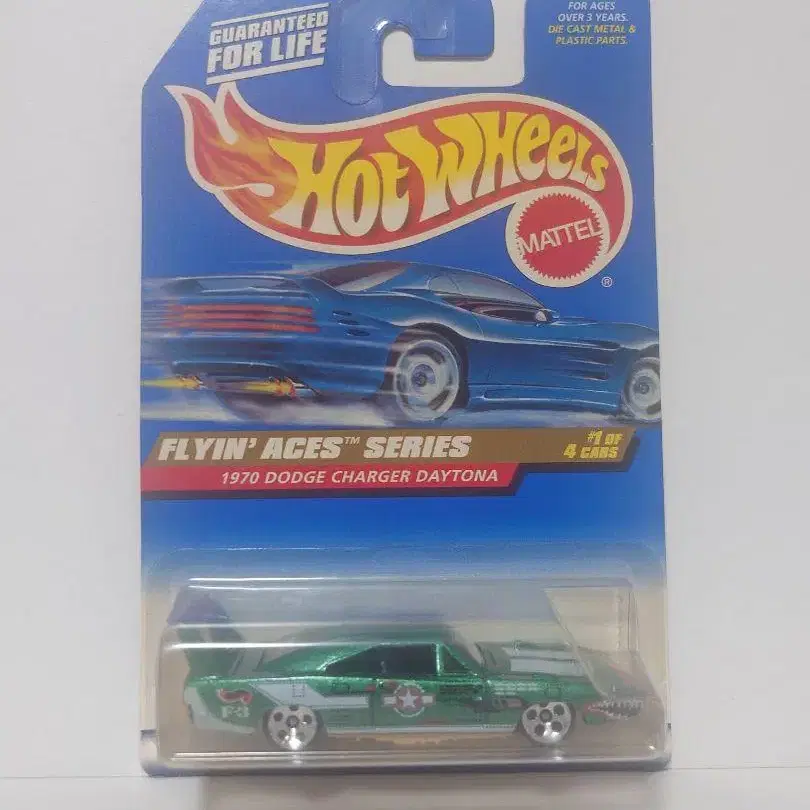 GUARANTEED
FOR LIFE
FOR AGES
OVER 3 YEARS.
DIE CAST METAL &
PLASTIC PARTS.
HOT WHEELS
MATTEL
®
FLYIN' ACES™ SERIES
#1 OF
4 CARS
1970 DODGE CHARGER DAYTONA
F3